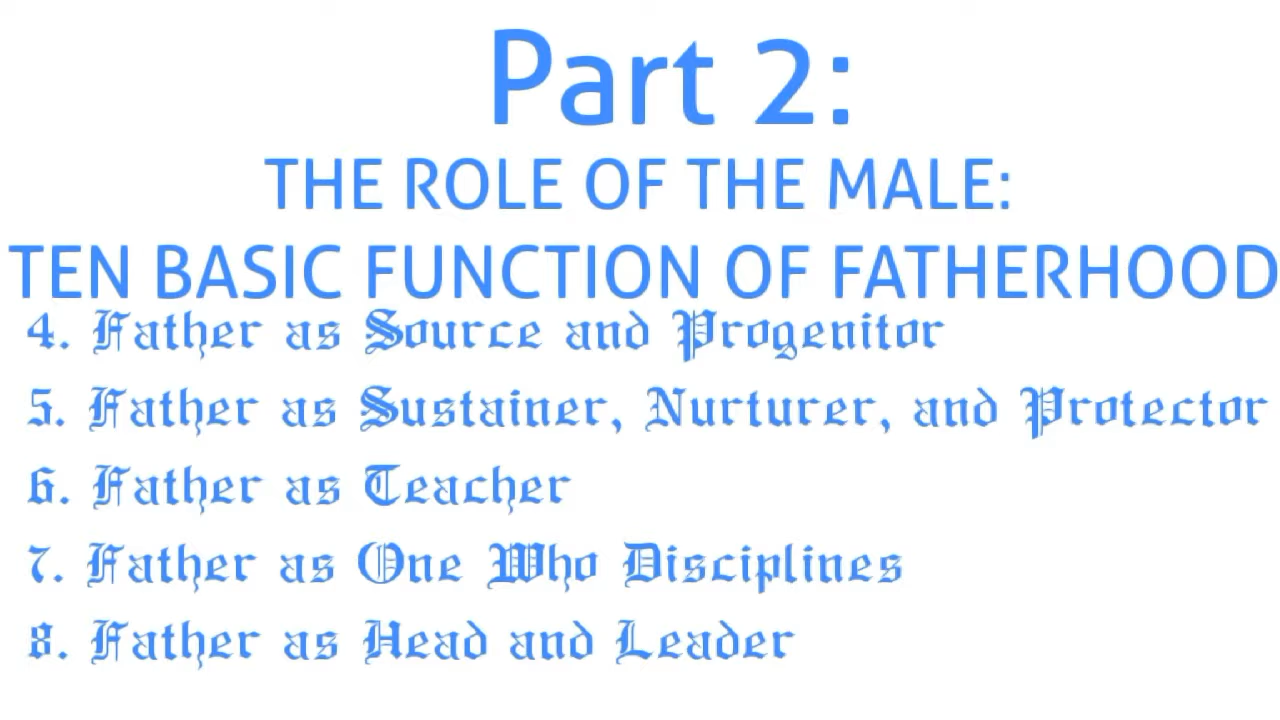 Part 2:
THE ROLE OF THE MALE:
TEN BASIC FUNCTION OF FATHERHOOD
4. Father as Source and Progenitor
5. Father as Sustainer, Nurturer, and Protector
6. Father as Teacher
7. Father as One Who Disciplines
8. Father as Head and Leader